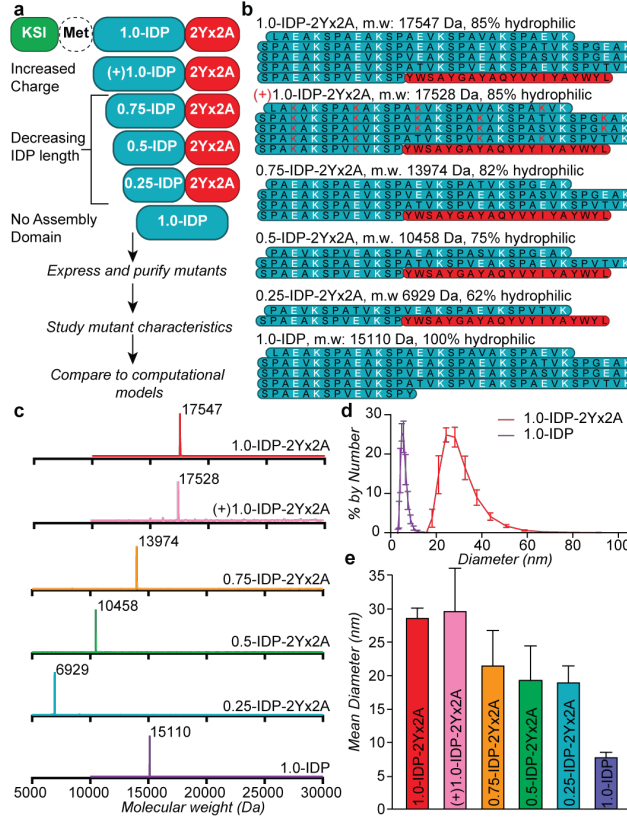 a
KSI
Met
1.0-IDP
2Yx2A
Increased
Charge
(+)1.0-IDP
2Yx2A
Decreasing
IDP length
0.75-IDP
2Yx2A
0.5-IDP
2Yx2A
0.25-IDP
2Yx2A
No Assembly
Domain
1.0-IDP
Express and purify mutants
Study mutant characteristics
Compare to computational
models
b
1.0-IDP-2Yx2A, m.w: 17547 Da, 85% hydrophilic
LAEAKSPAEAKSPAEVKSPAVAKSPAEVK
SPAEAKSPAEAKSPAEVKSPATVKSPGEAK
(+)1.0-IDP-2Yx2A, m.w: 17528 Da, 85% hydrophilic
0.75-IDP-2Yx2A, m.w. 13974 Da, 82% hydrophilic
LAEAKSPAEAKSPAEVKSPATVKSPGEAK
0.5-IDP-2Yx2A, m.w: 10458 Da, 75% hydrophilic
0.25-IDP-2Yx2A, m.w 6929 Da, 62% hydrophilic
1.0-IDP, m.w: 15110 Da, 100% hydrophilic
LAEAKSPAEAKSPAEVKSPAVAKSPAEVK
SPAEAKSPAEAKSPAEVKSPATVKSPGEAK
SPAEAKSPVEVKSPY
c
17547
1.0-IDP-2Yx2A
17528
(+)1.0-IDP-2Yx2A
13974
0.75-IDP-2Yx2A
10458
0.5-IDP-2Yx2A
6929
0.25-IDP-2Yx2A
15110
1.0-IDP
5000 10000 15000 20000 25000 30000
Molecular weight (Da)
d
1.0-IDP-2Yx2A
1.0-IDP
% by Number
30
20
10
0
0 20 40 60 80 100
Diameter (nm)
e
Mean Diameter (nm)
35
30
25
20
15
10
5
0
1.0-IDP-2Yx2A
(+)1.0-IDP-2Yx2A
0.75-IDP-2Yx2A
0.5-IDP-2Yx2A
0.25-IDP-2Yx2A
1.0-IDP